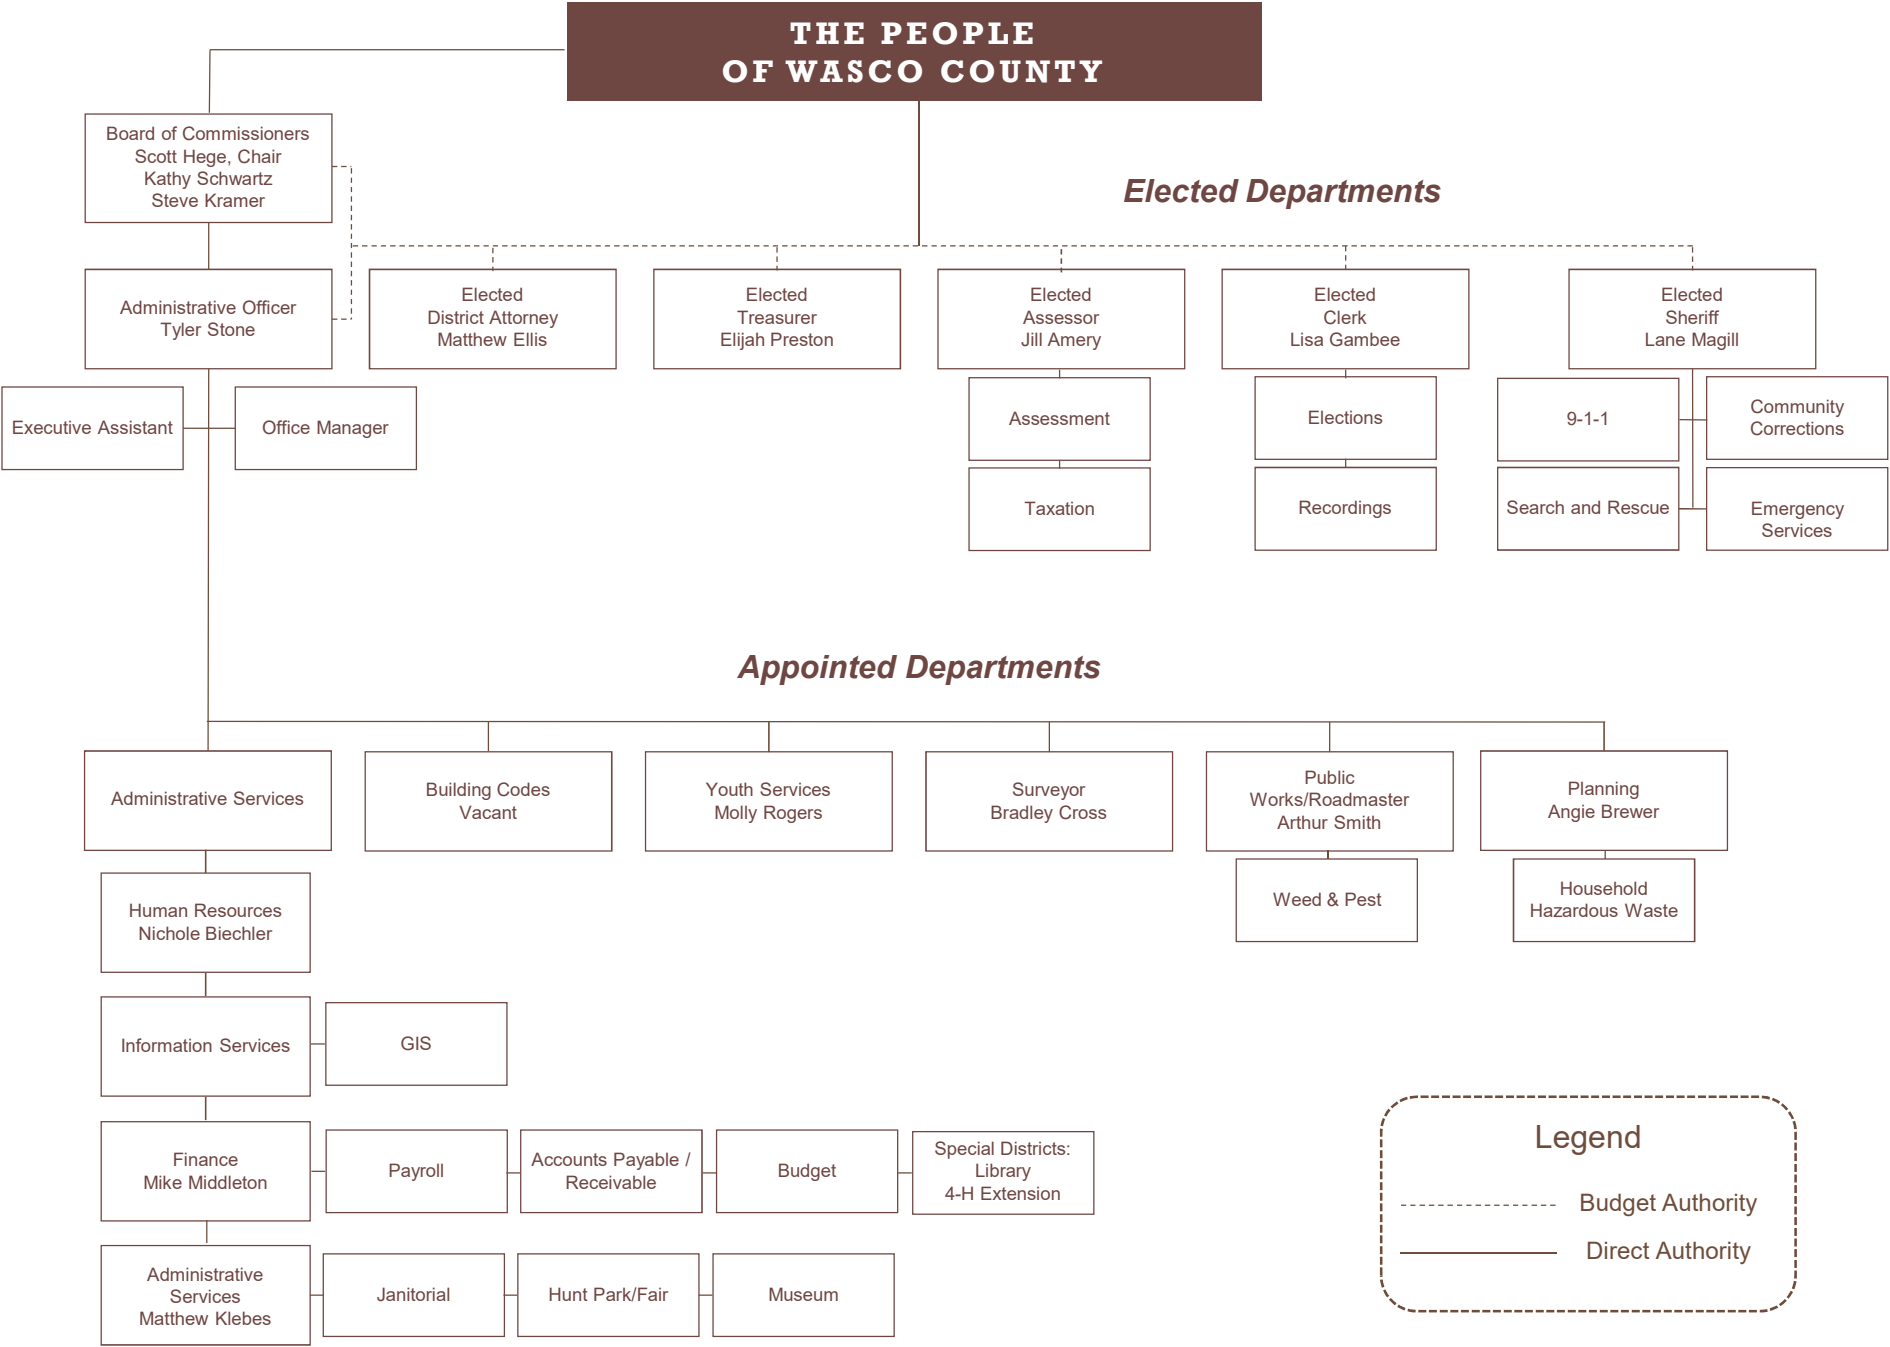 THE PEOPLE
OF WASCO COUNTY
Board of Commissioners
Scott Hege, Chair
Kathy Schwartz
Steve Kramer
Elected Departments
Administrative Officer
Tyler Stone
Elected
District Attorney
Matthew Ellis
Elected
Treasurer
Elijah Preston
Elected
Assessor
Jill Amery
Elected
Clerk
Lisa Gambee
Elected
Sheriff
Lane Magill
Executive Assistant
Office Manager
Assessment
Elections
9-1-1
Community
Corrections
Taxation
Recordings
Search and Rescue
Emergency
Services
Appointed Departments
Administrative Services
Building Codes
Vacant
Youth Services
Molly Rogers
Surveyor
Bradley Cross
Public
Works/Roadmaster
Arthur Smith
Planning
Angie Brewer
Weed & Pest
Household
Hazardous Waste
Human Resources
Nichole Biechler
Information Services
GIS
Finance
Mike Middleton
Payroll
Accounts Payable /
Receivable
Budget
Special Districts:
Library
4-H Extension
Administrative
Services
Matthew Klebes
Janitorial
Hunt Park/Fair
Museum
Legend
Budget Authority
Direct Authority